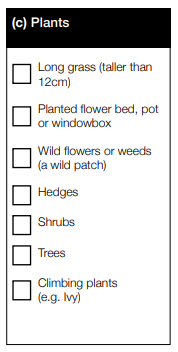 (c) Plants
Long grass (taller than
12cm)
Planted flower bed, pot
or windowbox
Wild flowers or weeds
(a wild patch)
Hedges
Shrubs
Trees
Climbing plants
(e.g. Ivy)